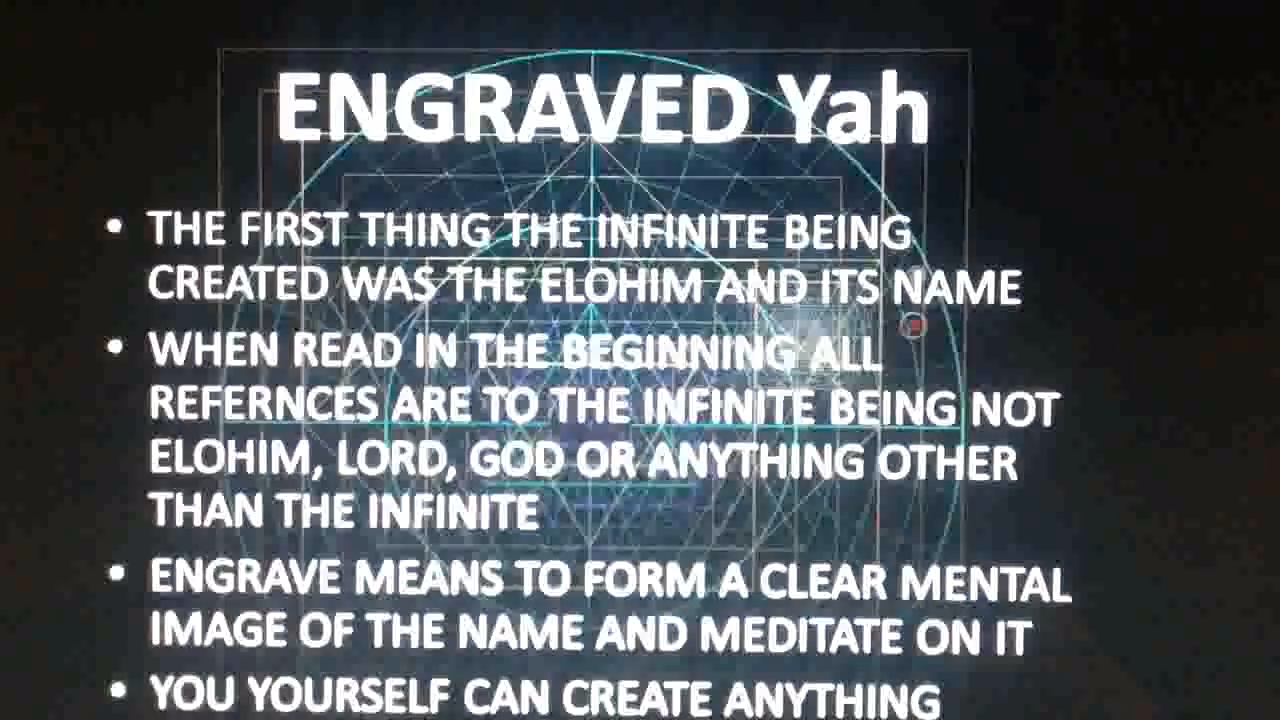 ENGRAVED Yah
• THE FIRST THING THE INFINITE BEING
CREATED WAS THE ELOHIM AND ITS NAME
• WHEN READ IN THE BEGINNING ALL
REFERNCES ARE TO THE INFINITE BEING NOT
ELOHIM, LORD, GOD OR ANYTHING OTHER
THAN THE INFINITE
• ENGRAVE MEANS TO FORM A CLEAR MENTAL
IMAGE OF THE NAME AND MEDITATE ON IT
• YOU YOURSELF CAN CREATE ANYTHING